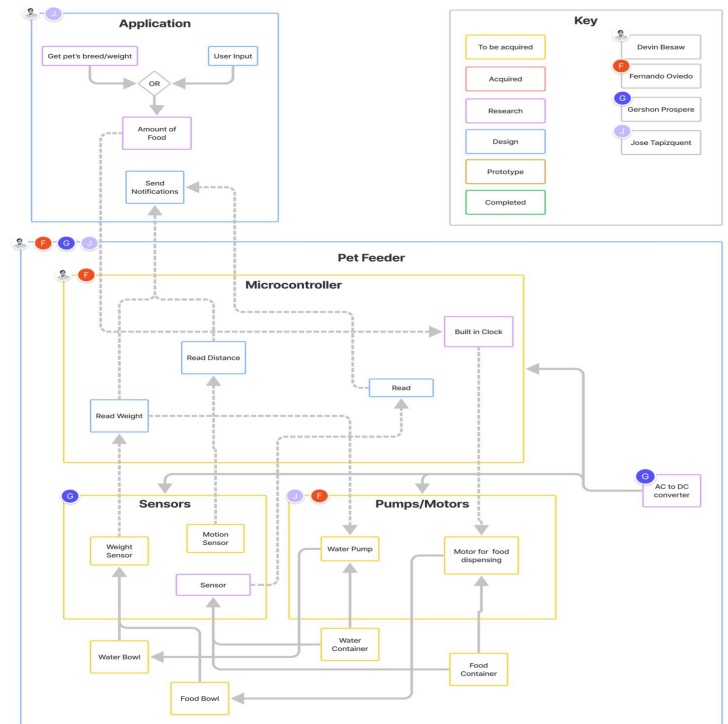 J
Application
Get pet's breed/weight
User Input
OR
Amount of
Food
Send
Notifications
Key
To be acquired
Acquired
Research
Design
Prototype
Completed
Devin Besaw
F
Fernando Oviedo
G
Gershon Prospere
J
Jose Tapizquent
F
G
J
Pet Feeder
F
Microcontroller
Built in Clock
Read Distance
Read
Read Weight
G
AC to DC
converter
G
Sensors
Weight
Sensor
Motion
Sensor
Sensor
J
F
Pumps/Motors
Water Pump
Motor for food
dispensing
Water Bowl
Water
Container
Food
Container
Food Bowl